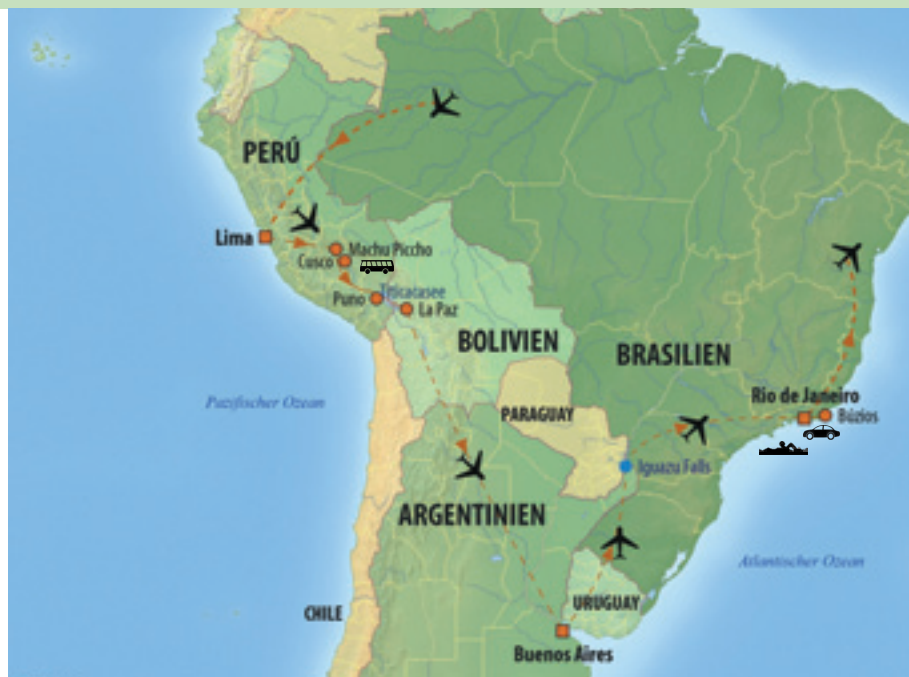 PERÚ
Lima
Machu Piccho
Cusco
Titicacasee
Puno
La Paz
BOLIVIEN
BRASILIEN
Rio de Janeiro
Búzios
Pazifischer Ozean
PARAGUAY
Iguazu Falls
ARGENTINIEN
Atlantischer Ozean
CHILE
URUGUAY
Buenos Aires